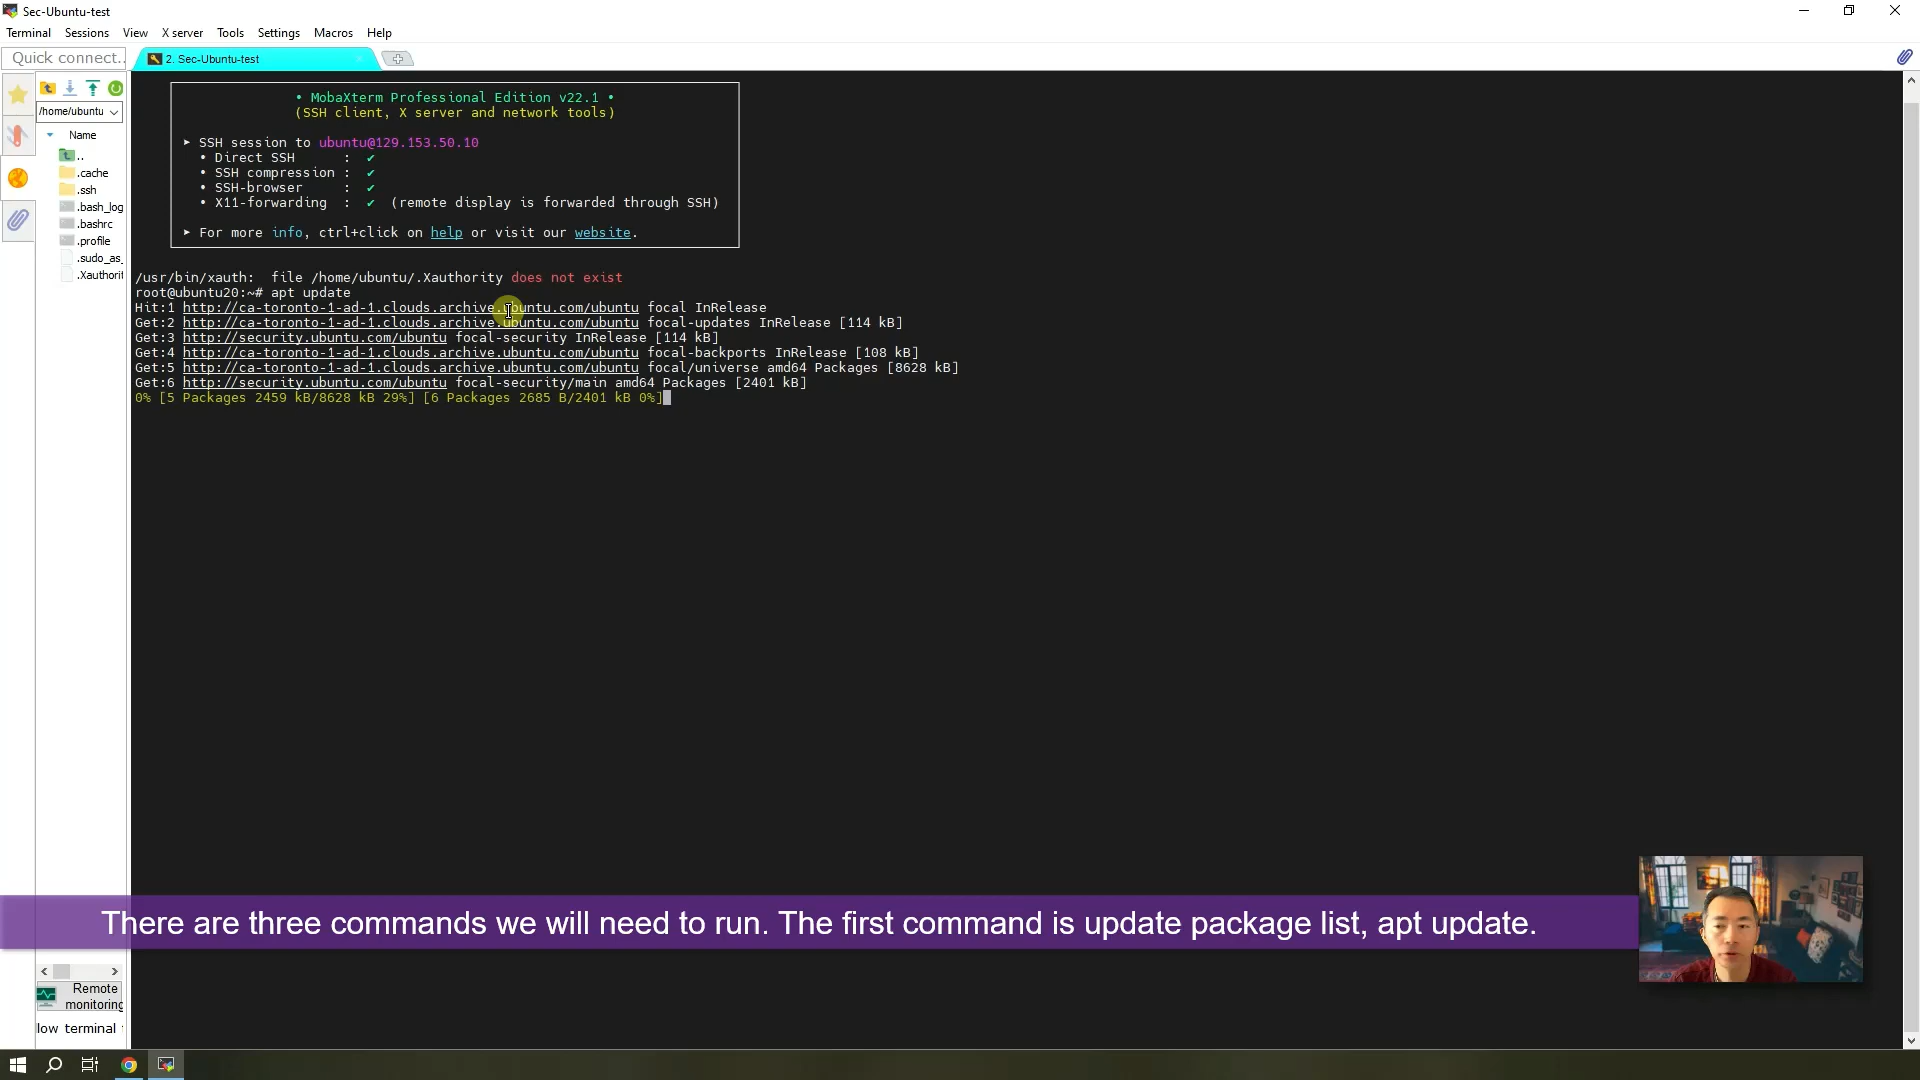 Sec-Ubuntu-test
Terminal Sessions View X server Tools Settings Macros Help
Quick connect..
2. Sec-Ubuntu-test
/home/ubuntu
Name
..
.cache
.ssh
.bash_log
.bashrc
.profile
.sudo_as_
.Xauthorit
• MobaXterm Professional Edition v22.1 •
(SSH client, X server and network tools)
➤ SSH session to ubuntu@129.153.50.10
• Direct SSH : ✔
• SSH compression : ✔
• SSH-browser : ✔
• X11-forwarding : ✔ (remote display is forwarded through SSH)
➤ For more info, ctrl+click on help or visit our website.
/usr/bin/xauth: file /home/ubuntu/.Xauthority does not exist
root@ubuntu20:~# apt update
Hit:1 http://ca-toronto-1-ad-1.clouds.archive.ubuntu.com/ubuntu focal InRelease
Get:2 http://ca-toronto-1-ad-1.clouds.archive.ubuntu.com/ubuntu focal-updates InRelease [114 kB]
Get:3 http://security.ubuntu.com/ubuntu focal-security InRelease [114 kB]
Get:4 http://ca-toronto-1-ad-1.clouds.archive.ubuntu.com/ubuntu focal-backports InRelease [108 kB]
Get:5 http://ca-toronto-1-ad-1.clouds.archive.ubuntu.com/ubuntu focal/universe amd64 Packages [8628 kB]
Get:6 http://security.ubuntu.com/ubuntu focal-security/main amd64 Packages [2401 kB]
0% [5 Packages 2459 kB/8628 kB 29%] [6 Packages 2685 B/2401 kB 0%]
There are three commands we will need to run. The first command is update package list, apt update.
Remote
monitoring
low terminal